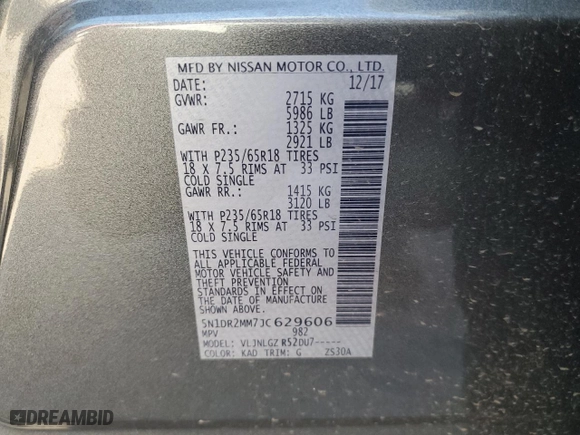 MFD BY NISSAN MOTOR CO., LTD.
DATE: 12/17
GVWR: 2715 KG
5986 LB
GAWR FR.: 1325 KG
2921 LB
WITH P235/65R18 TIRES
18 X 7.5 RIMS AT 33 PSI
COLD SINGLE
GAWR RR.: 1415 KG
3120 LB
WITH P235/65R18 TIRES
18 X 7.5 RIMS AT 33 PSI
COLD SINGLE
THIS VEHICLE CONFORMS TO
ALL APPLICABLE FEDERAL
MOTOR VEHICLE SAFETY AND
THEFT PREVENTION
STANDARDS IN EFFECT ON
THE DATE OF MANUFACTURE
SHOWN ABOVE.
5N1DR2MM7JC629606
MPV 982
MODEL: VLJNLGZ R52DU7-----
COLOR: KAD TRIM: G ZS30A
DREAMBID